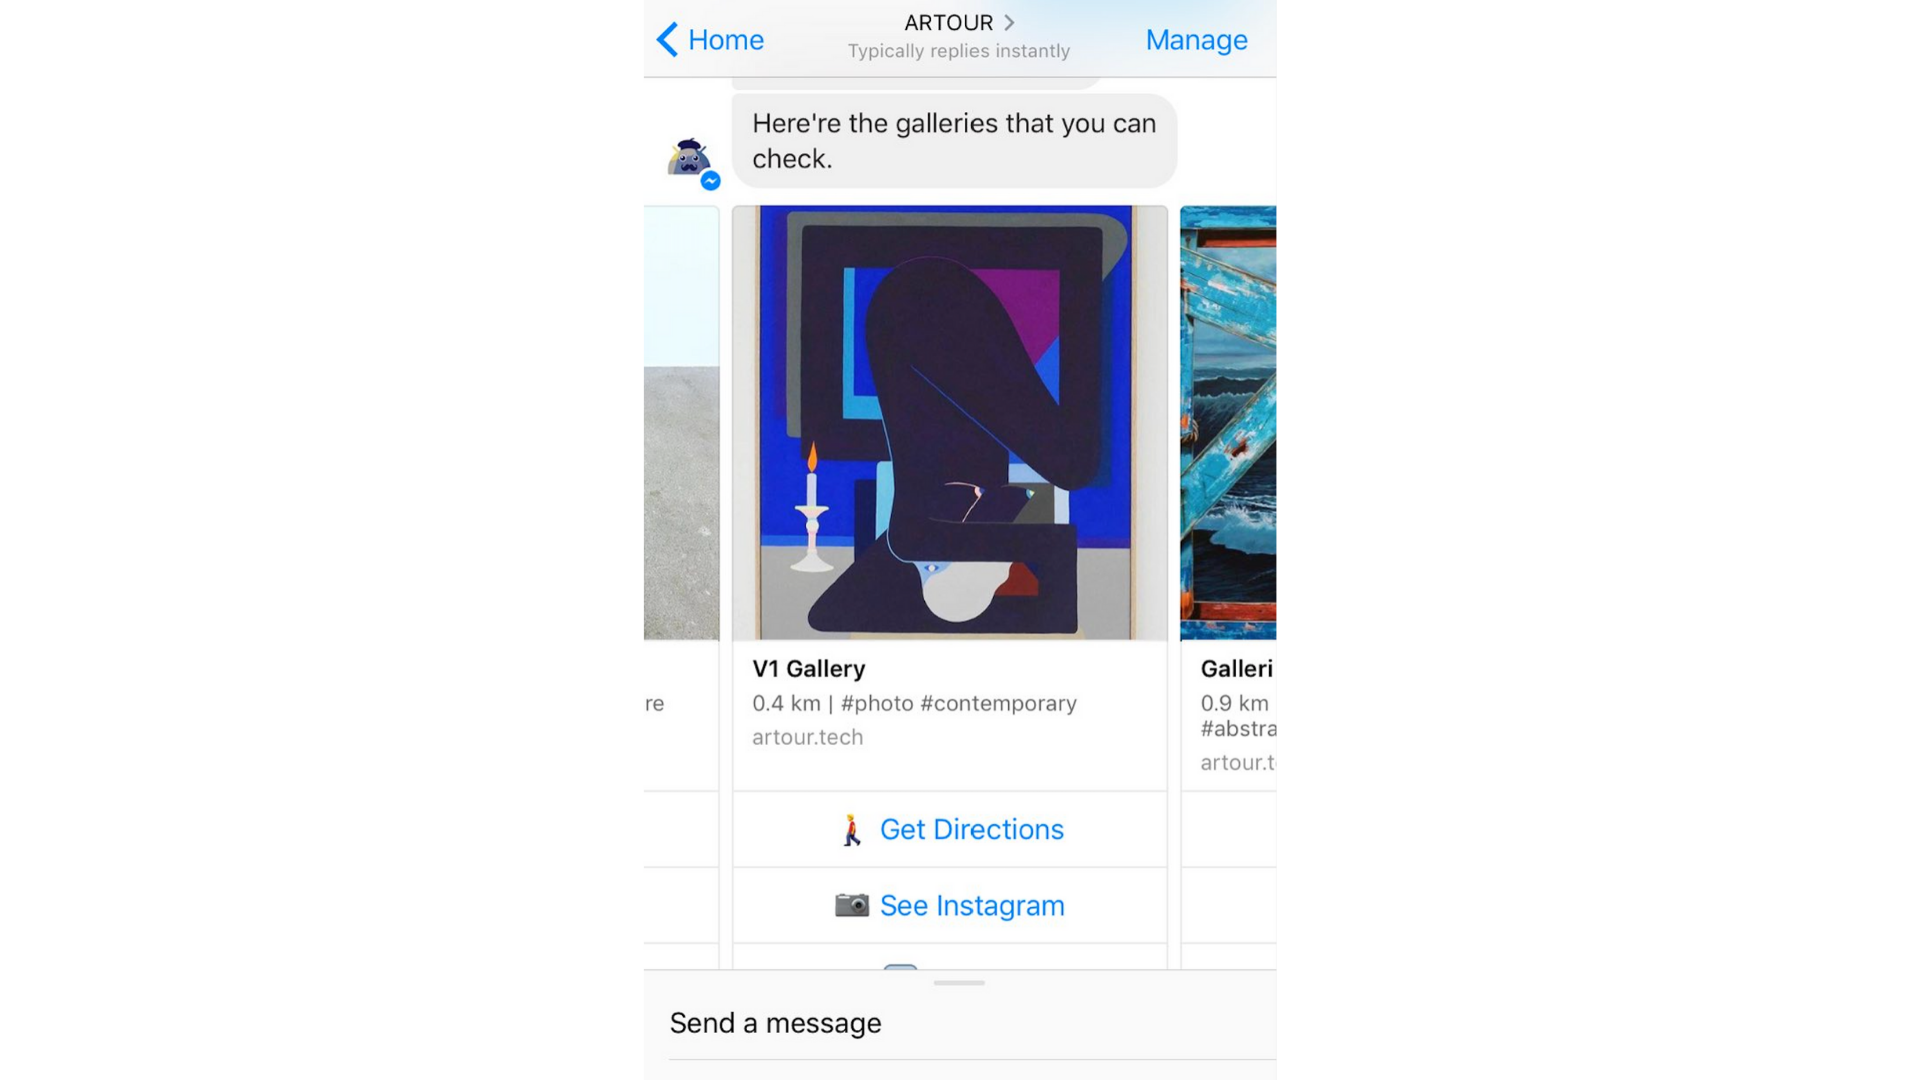 Home
ARTOUR
Typically replies instantly
Manage
Here're the galleries that you can
check.
re
V1 Gallery
0.4 km | #photo #contemporary
artour.tech
Galleri
0.9 km
#abstra
artour.t
Get Directions
See Instagram
Send a message